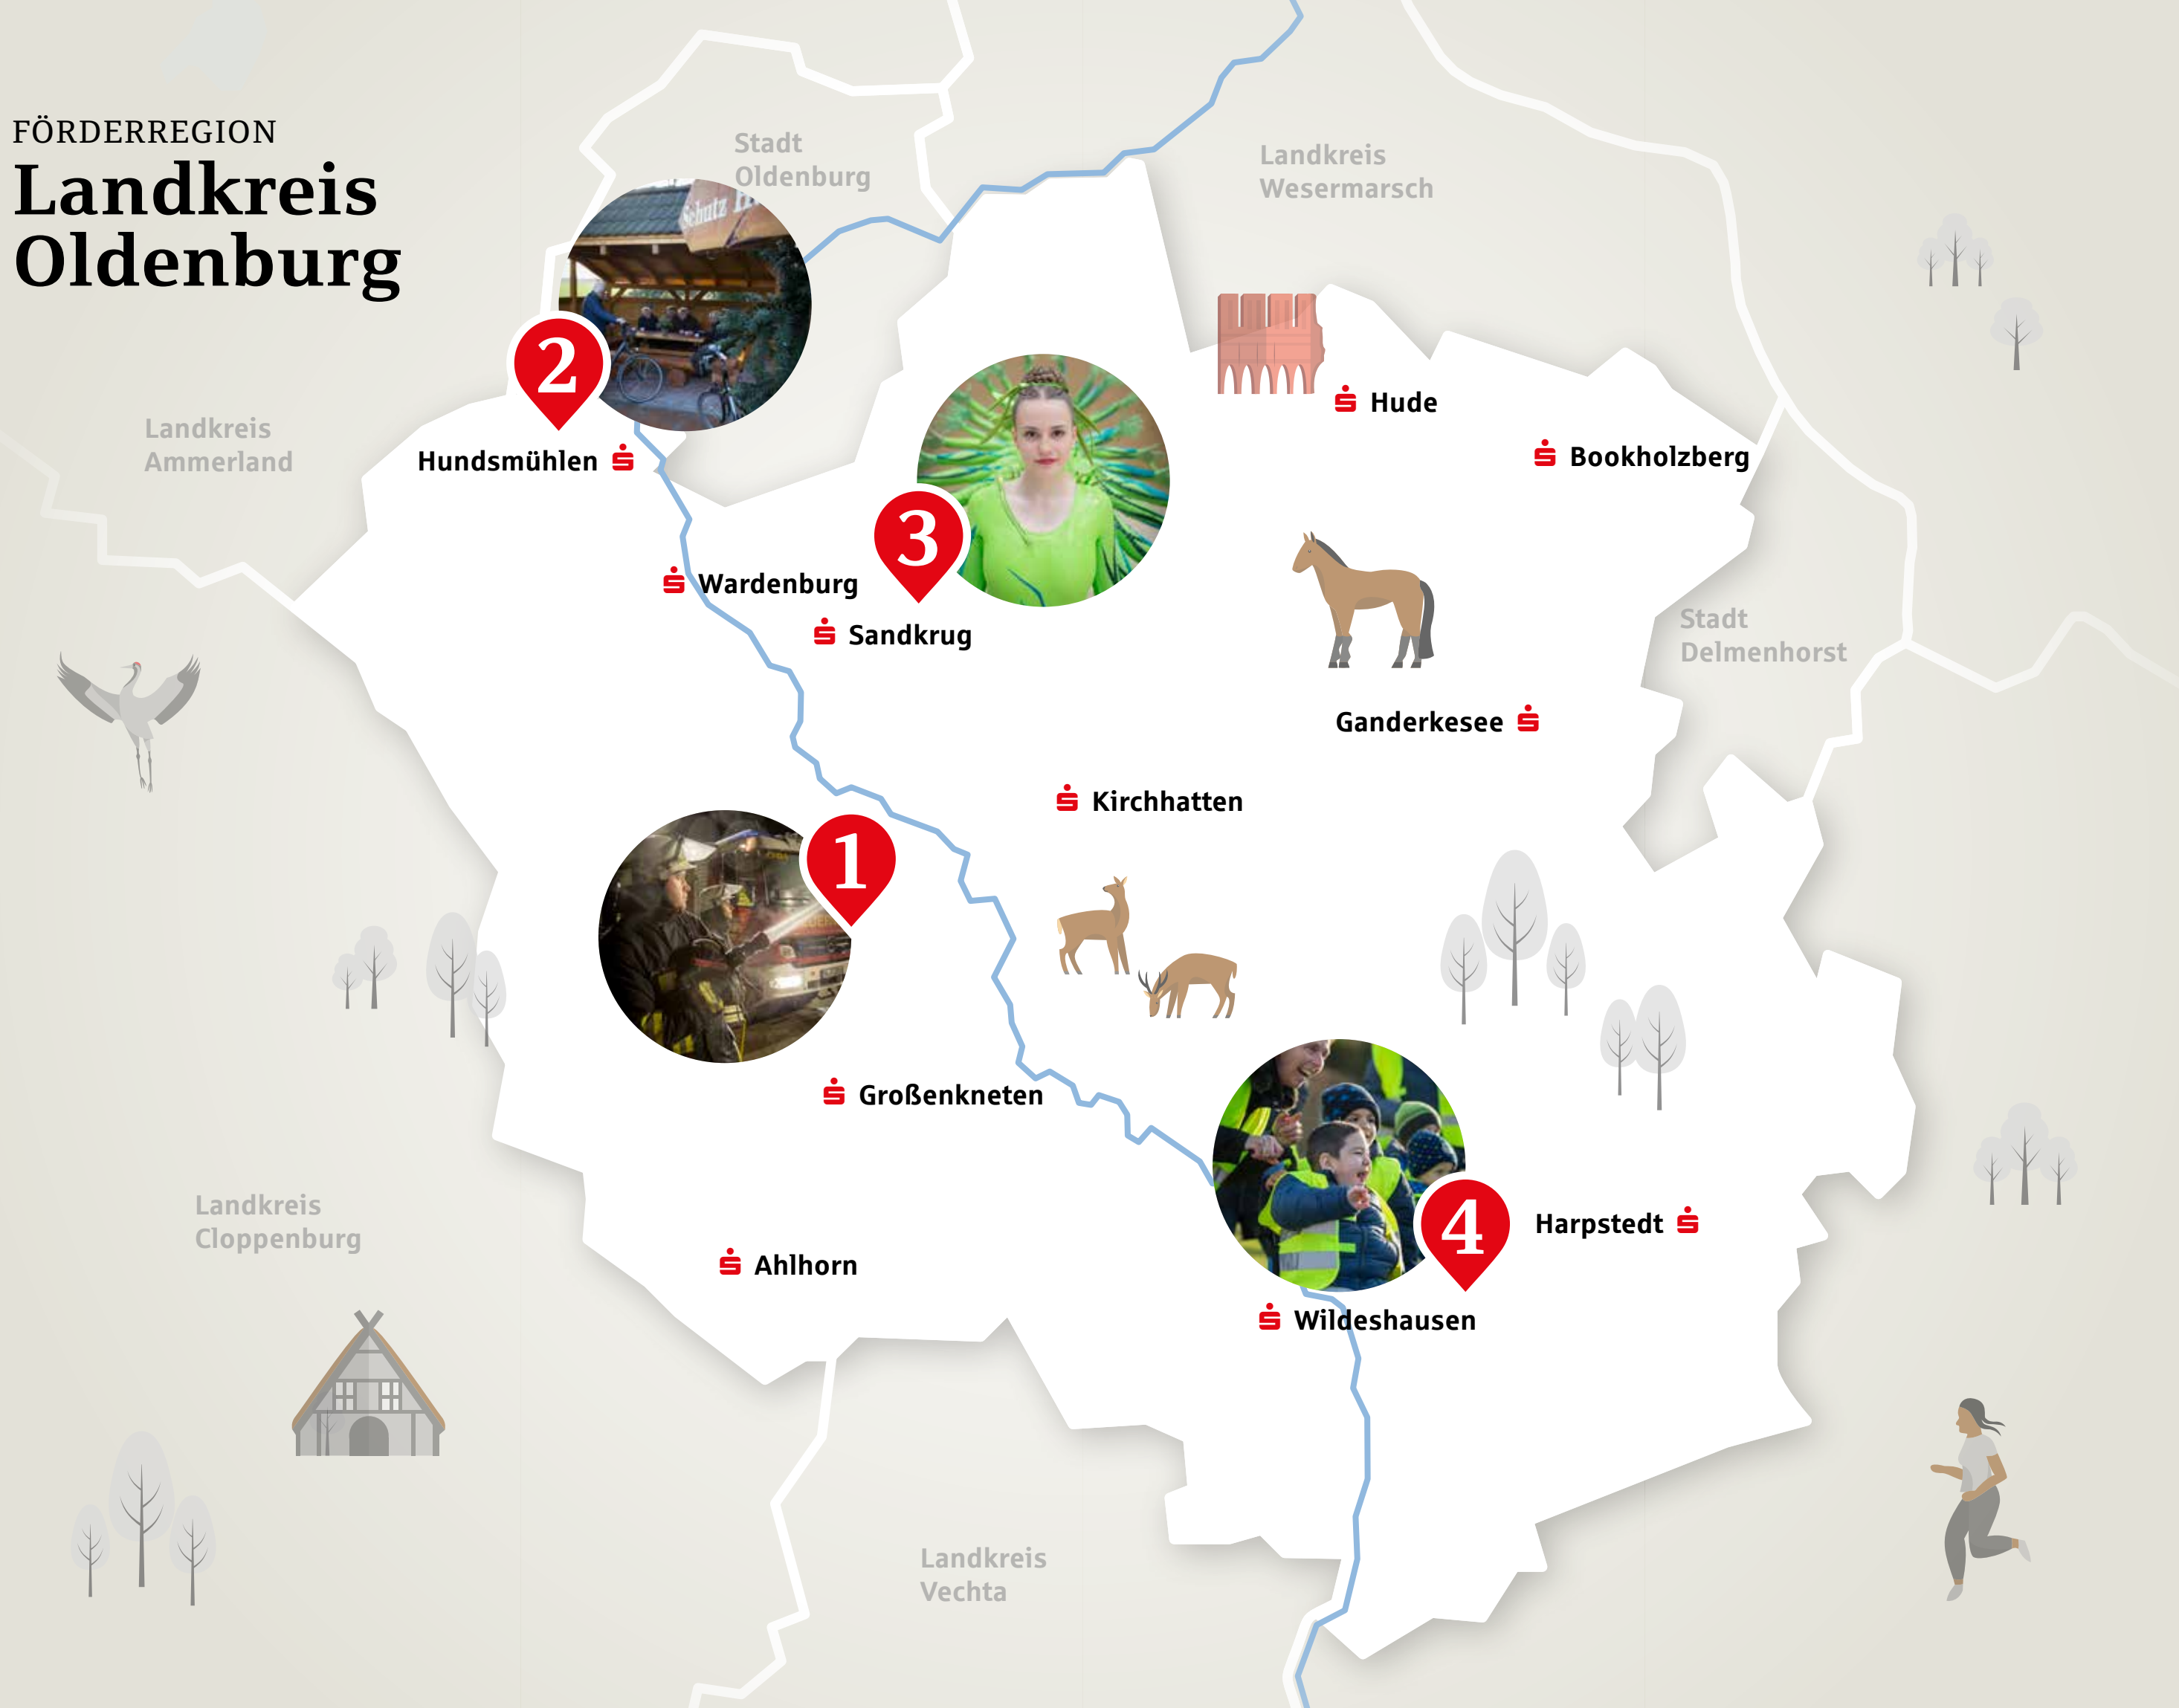 FÖRDERREGION
Landkreis
Oldenburg
Stadt
Oldenburg
Landkreis
Wesermarsch
Schutz
2
Hude
Landkreis
Ammerland
Hundsmühlen
Bookholzberg
3
Wardenburg
Sandkrug
Stadt
Delmenhorst
Ganderkesee
Kirchhatten
1
Großenkneten
Landkreis
Cloppenburg
4
Harpstedt
Ahlhorn
Wildeshausen
Landkreis
Vechta